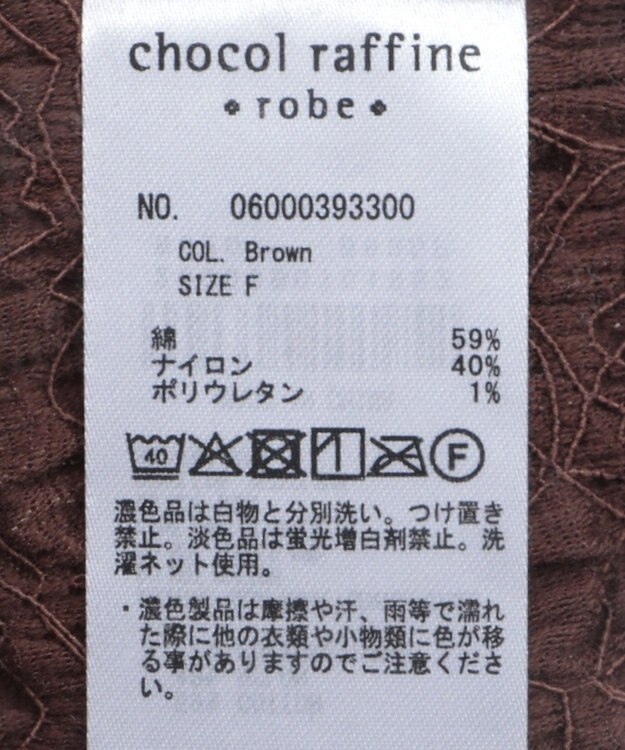 chocol raffine
robe
NO. 06000393300
COL. Brown
SIZE F
綿 59%
ナイロン 40%
ポリウレタン 1%
40 F
濃色品は白物と分別洗い。つけ置き
禁止。淡色品は蛍光増白剤禁止。洗
濯ネット使用。
・濃色製品は摩擦や汗、雨等で濡れ
た際に他の衣類や小物類に色が移
る事がありますのでご注意くださ
い。